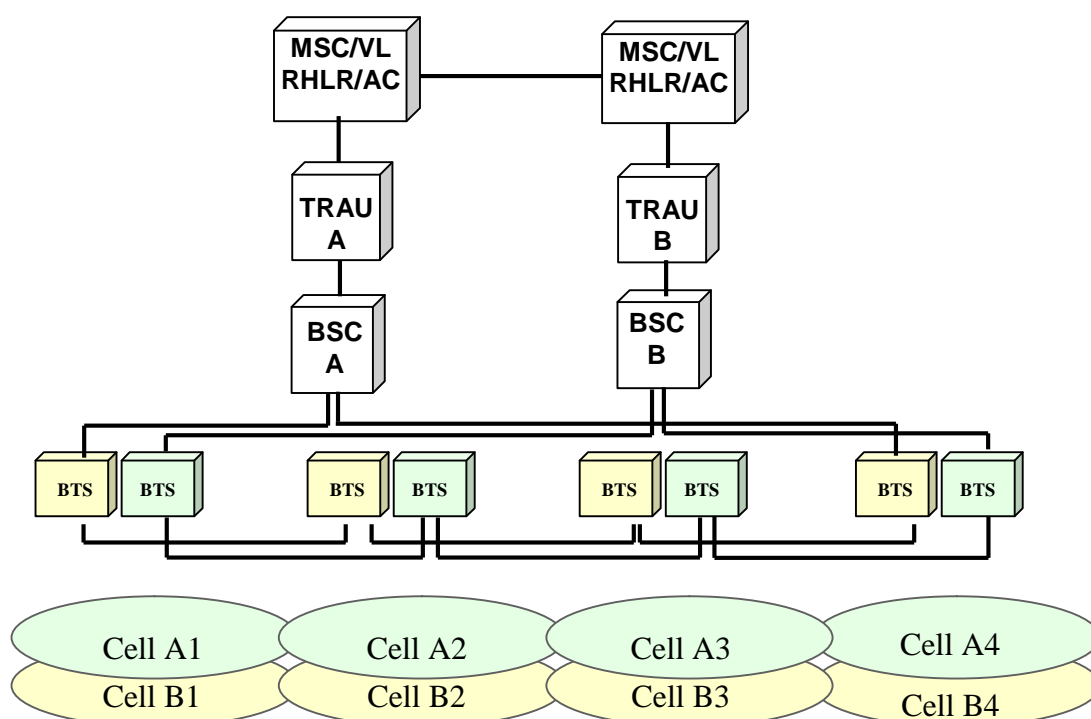 MSC/VL
RHLR/AC
MSC/VL
RHLR/AC
TRAU
A
TRAU
B
BSC
A
BSC
B
BTS
BTS
BTS
BTS
BTS
BTS
BTS
BTS
Cell A1
Cell A2
Cell A3
Cell A4
Cell B1
Cell B2
Cell B3
Cell B4